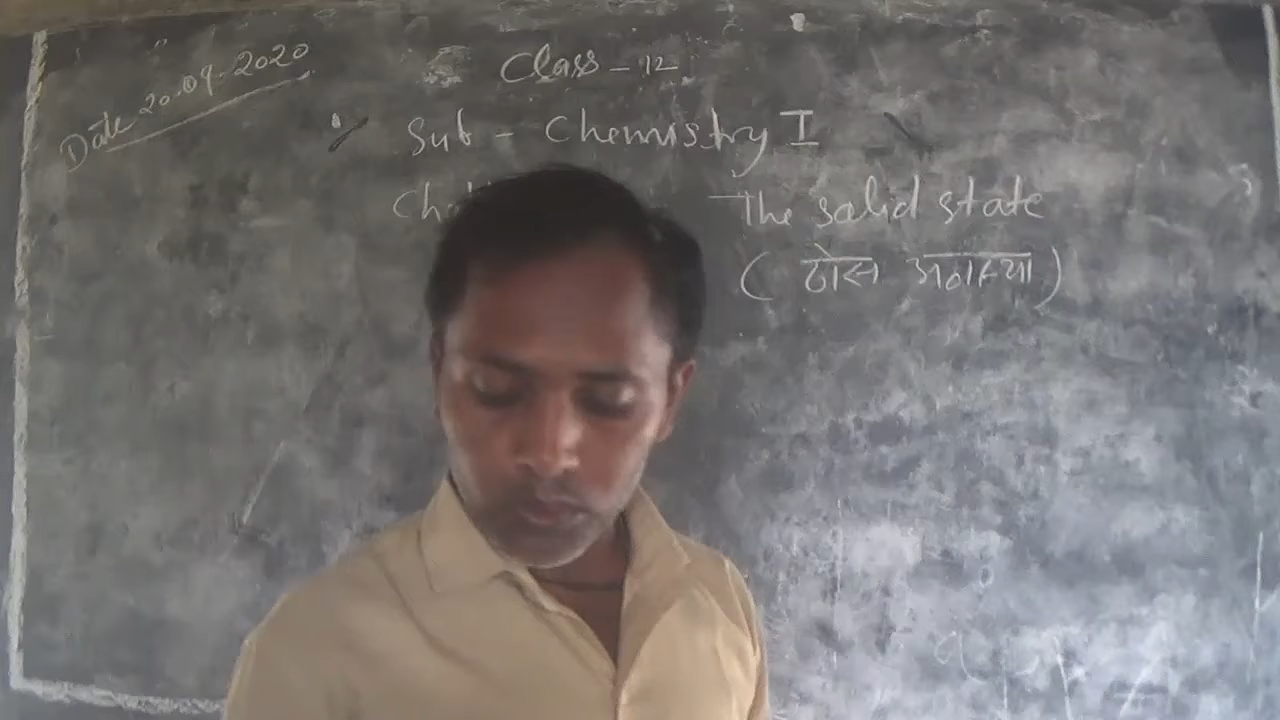 Date 20.09.2020
Class - 12
Sub - Chemistry I
The solid state
( ठोस अवस्था )